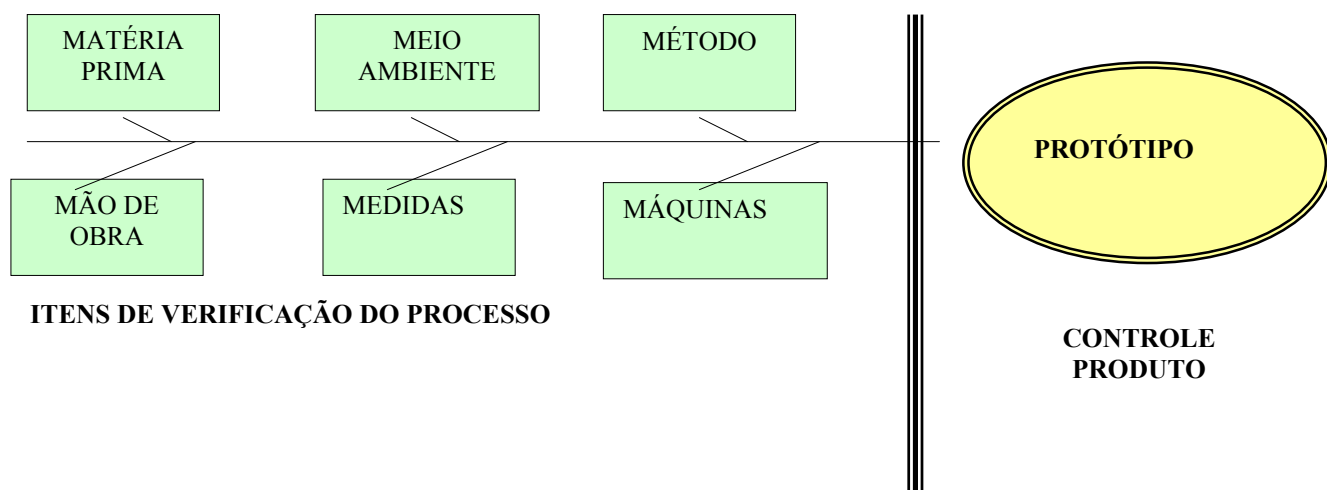 MATÉRIA
PRIMA
MEIO
AMBIENTE
MÉTODO
PROTÓTIPO
MÃO DE
OBRA
MEDIDAS
MÁQUINAS
ITENS DE VERIFICAÇÃO DO PROCESSO
CONTROLE
PRODUTO